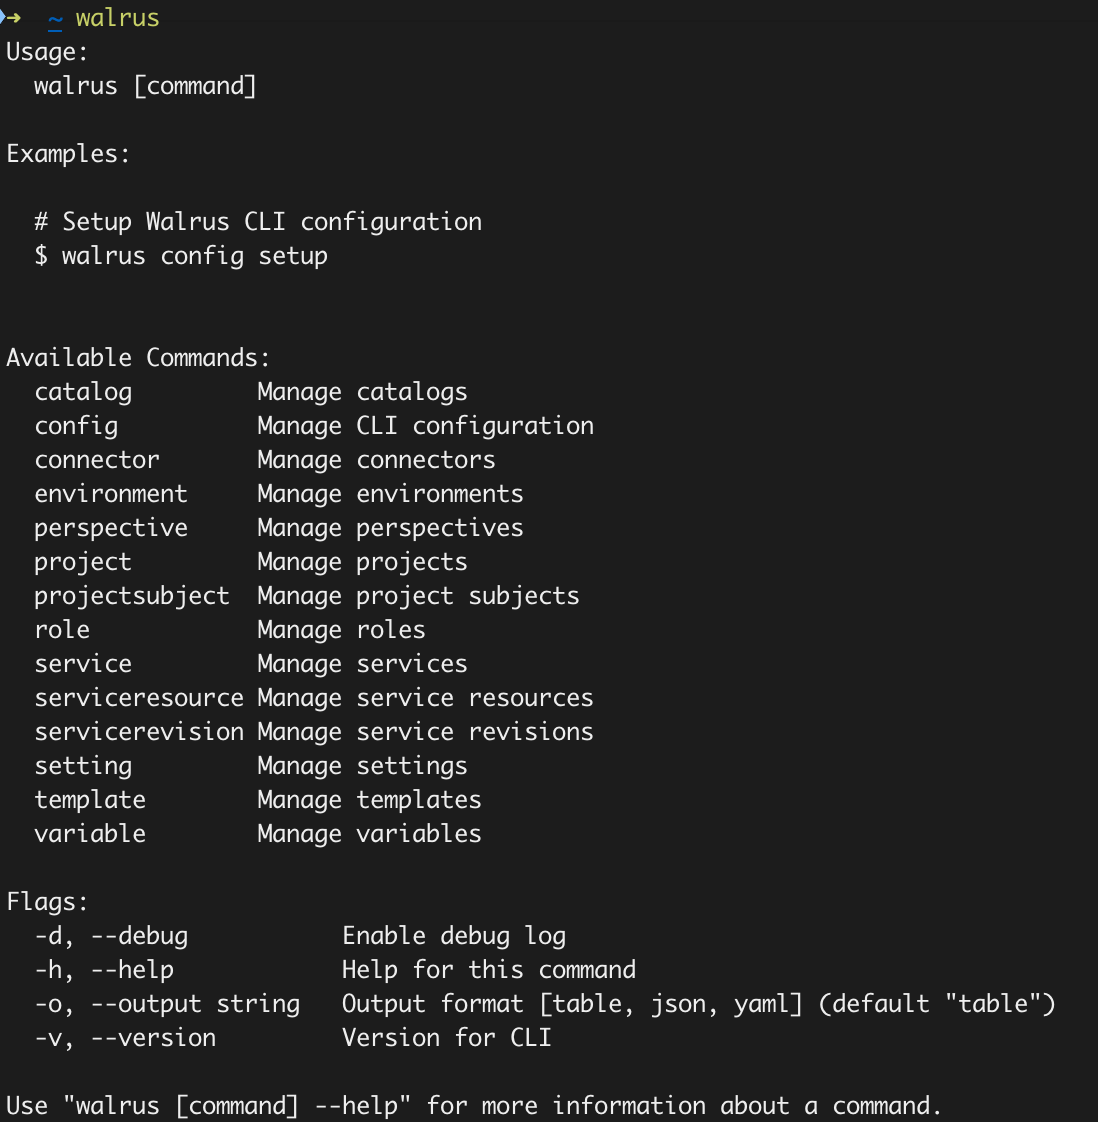 ➜  ~ walrus
Usage:
  walrus [command]

Examples:

  # Setup Walrus CLI configuration
  $ walrus config setup


Available Commands:
  catalog         Manage catalogs
  config          Manage CLI configuration
  connector       Manage connectors
  environment     Manage environments
  perspective     Manage perspectives
  project         Manage projects
  projectsubject  Manage project subjects
  role            Manage roles
  service         Manage services
  serviceresource Manage service resources
  servicerevision Manage service revisions
  setting         Manage settings
  template        Manage templates
  variable        Manage variables

Flags:
  -d, --debug           Enable debug log
  -h, --help            Help for this command
  -o, --output string   Output format [table, json, yaml] (default "table")
  -v, --version         Version for CLI

Use "walrus [command] --help" for more information about a command.